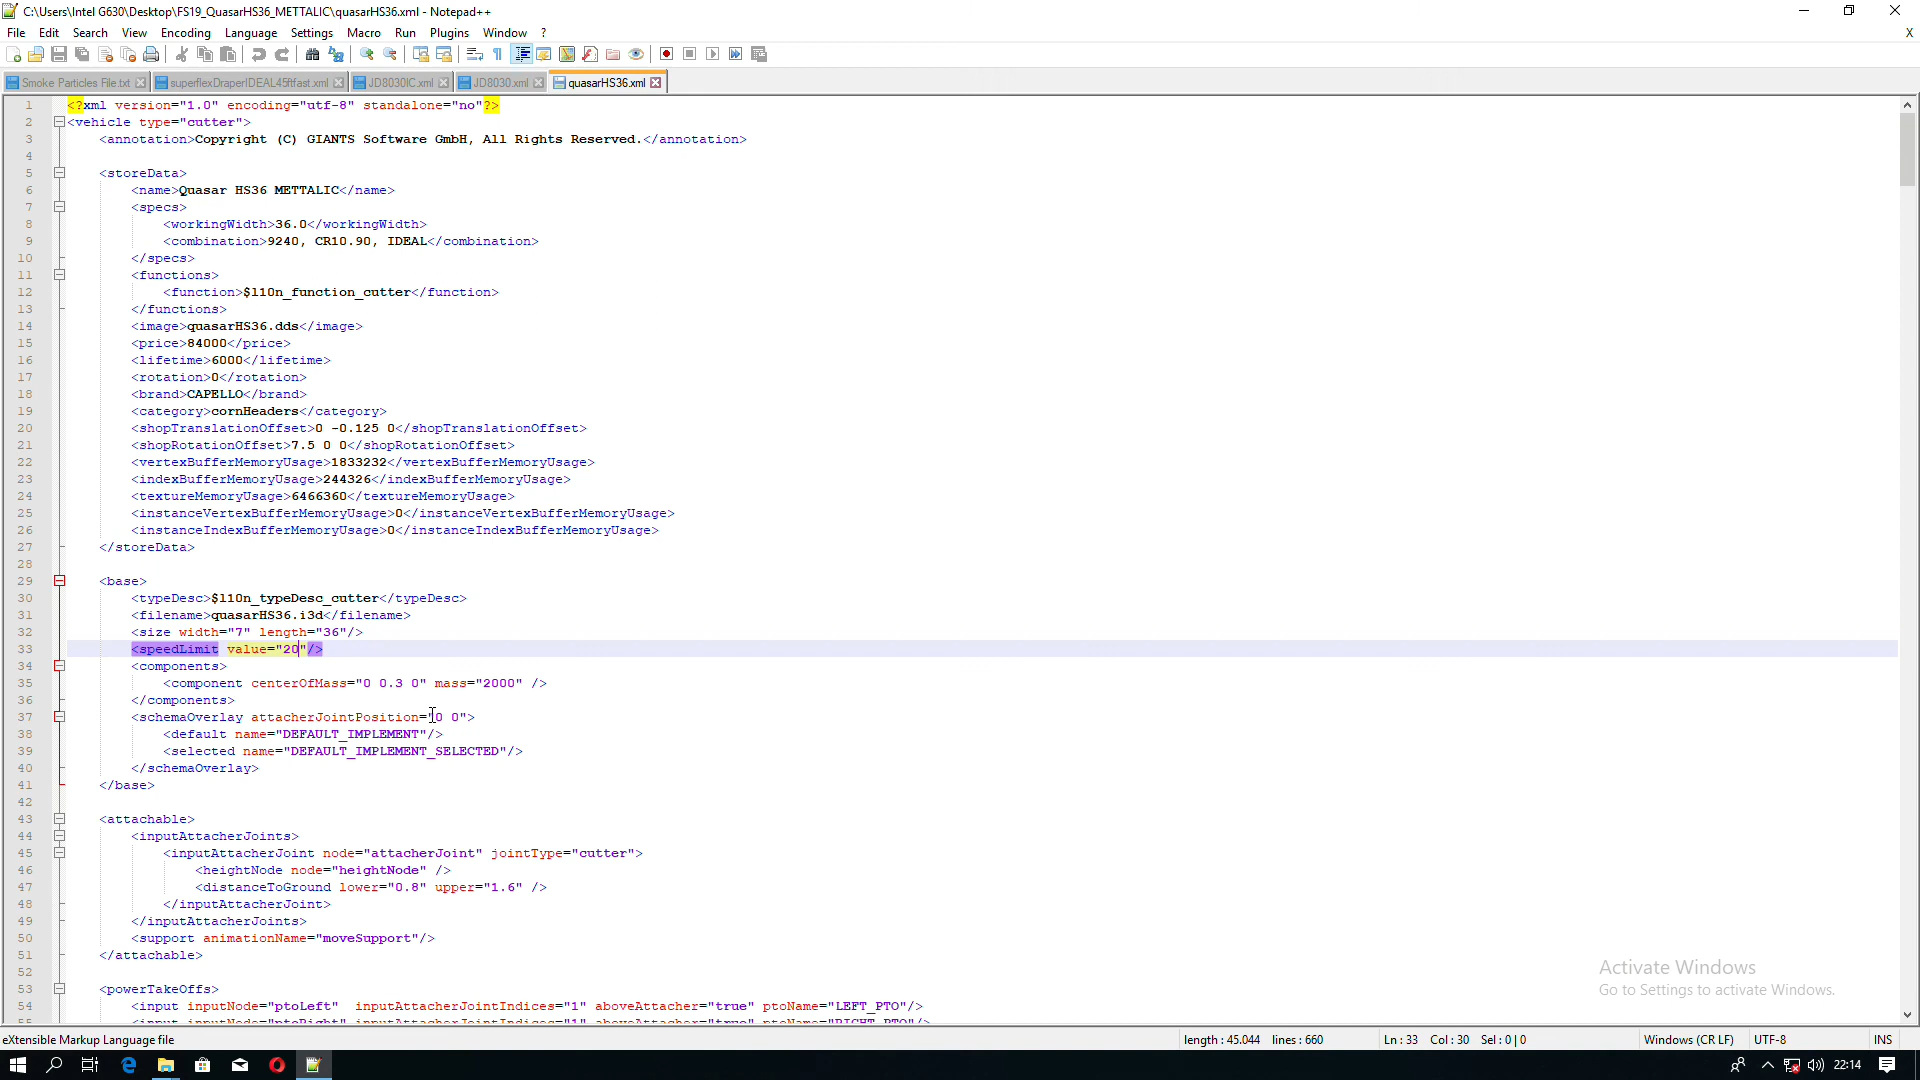 C:\Users\Intel G630\Desktop\FS19_QuasarHS36_METTALIC\quasarHS36.xml - Notepad++
File Edit Search View Encoding Language Settings Macro Run Plugins Window ? X
Smoke Particles File.txt superflexDraperIDEAL45ftfast.xml JD8030IC.xml JD8030.xml quasarHS36.xml
1 <?xml version="1.0" encoding="utf-8" standalone="no"?>
2 <vehicle type="cutter">
3 <annotation>Copyright (C) GIANTS Software GmbH, All Rights Reserved.</annotation>
4
5 <storeData>
6 <name>Quasar HS36 METTALIC</name>
7 <specs>
8 <workingWidth>36.0</workingWidth>
9 <combination>9240, CR10.90, IDEAL</combination>
10 </specs>
11 <functions>
12 <function>$l10n_function_cutter</function>
13 </functions>
14 <image>quasarHS36.dds</image>
15 <price>84000</price>
16 <lifetime>6000</lifetime>
17 <rotation>0</rotation>
18 <brand>CAPELLO</brand>
19 <category>cornHeaders</category>
20 <shopTranslationOffset>0 -0.125 0</shopTranslationOffset>
21 <shopRotationOffset>7.5 0 0</shopRotationOffset>
22 <vertexBufferMemoryUsage>1833232</vertexBufferMemoryUsage>
23 <indexBufferMemoryUsage>244326</indexBufferMemoryUsage>
24 <textureMemoryUsage>6466360</textureMemoryUsage>
25 <instanceVertexBufferMemoryUsage>0</instanceVertexBufferMemoryUsage>
26 <instanceIndexBufferMemoryUsage>0</instanceIndexBufferMemoryUsage>
27 </storeData>
28
29 <base>
30 <typeDesc>$l10n_typeDesc_cutter</typeDesc>
31 <filename>quasarHS36.i3d</filename>
32 <size width="7" length="36"/>
33 <speedLimit value="20"/>
34 <components>
35 <component centerOfMass="0 0.3 0" mass="2000" />
36 </components>
37 <schemaOverlay attacherJointPosition="0 0">
38 <default name="DEFAULT_IMPLEMENT"/>
39 <selected name="DEFAULT_IMPLEMENT_SELECTED"/>
40 </schemaOverlay>
41 </base>
42
43 <attachable>
44 <inputAttacherJoints>
45 <inputAttacherJoint node="attacherJoint" jointType="cutter">
46 <heightNode node="heightNode" />
47 <distanceToGround lower="0.8" upper="1.6" />
48 </inputAttacherJoint>
49 </inputAttacherJoints>
50 <support animationName="moveSupport"/>
51 </attachable>
52
53 <powerTakeOffs>
54 <input inputNode="ptoLeft" inputAttacherJointIndices="1" aboveAttacher="true" ptoName="LEFT_PTO"/>
55 <input inputNode="ptoRight" inputAttacherJointIndices="1" aboveAttacher="true" ptoName="RIGHT_PTO"/>
Activate Windows
Go to Settings to activate Windows.
eXtensible Markup Language file length : 45.044 lines : 660 Ln : 33 Col : 30 Sel : 0 | 0 Windows (CR LF) UTF-8 INS
22:14